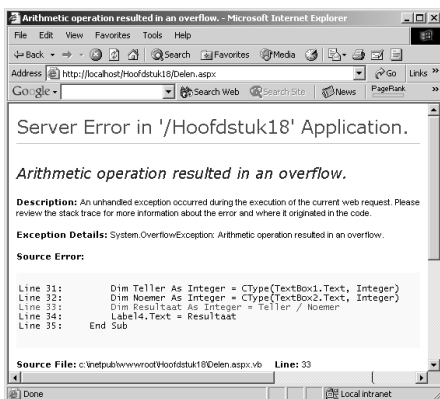 Arithmetic operation resulted in an overflow. - Microsoft Internet Explorer
File Edit View Favorites Tools Help
Back Search Favorites Media
Address http://localhost/Hoofdstuk18/Delen.aspx Go Links »
Google Search Web Search Site News PageRank »
Server Error in '/Hoofdstuk18' Application.
Arithmetic operation resulted in an overflow.
Description: An unhandled exception occurred during the execution of the current web request. Please
review the stack trace for more information about the error and where it originated in the code.
Exception Details: System.OverflowException: Arithmetic operation resulted in an overflow.
Source Error:
Line 31: Dim Teller As Integer = CType(TextBox1.Text, Integer)
Line 32: Dim Noemer As Integer = CType(TextBox2.Text, Integer)
Line 33: Dim Resultaat As Integer = Teller / Noemer
Line 34: Label4.Text = Resultaat
Line 35: End Sub
Source File: c:\inetpub\wwwroot\Hoofdstuk18\Delen.aspx.vb Line: 33
Done Local intranet